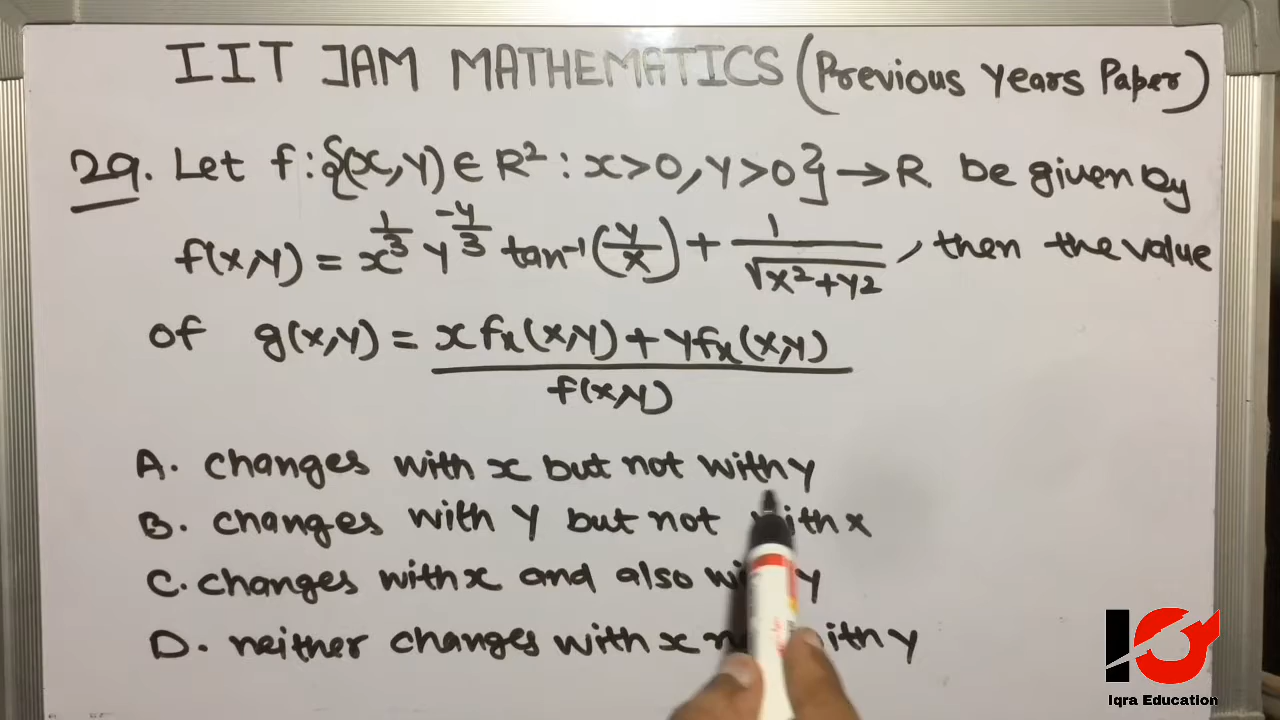 IIT JAM MATHEMATICS (Previous Years Paper)
29. Let f:{(x,y)∈R²: x>0, y>0}→R be given by
f(x,y) = x^{1/3} y^{-4/3} tan⁻¹(y/x) + 1/√(x²+y²), then the value
of g(x,y) = (x fx(x,y) + y fx(x,y)) / f(x,y)
A. changes with x but not with y
B. changes with y but not with x
C. changes with x and also with y
D. neither changes with x with y
IQ
Iqra Education